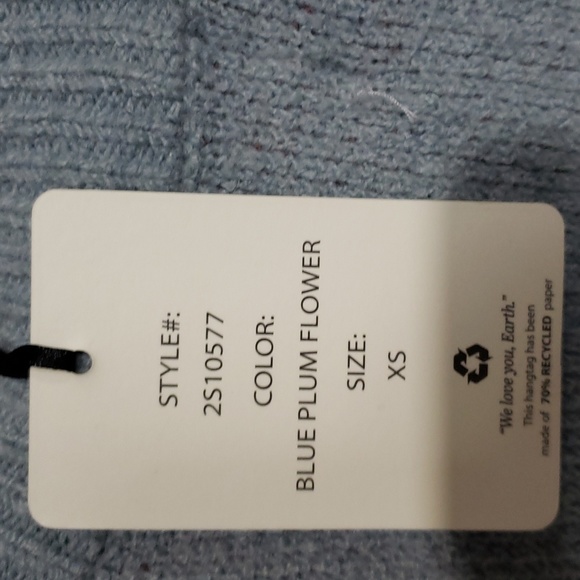 STYLE#:
2S10577
COLOR:
BLUE PLUM FLOWER
SIZE:
XS
"We love you, Earth."
This hangtag has been
made of 70% RECYCLED paper